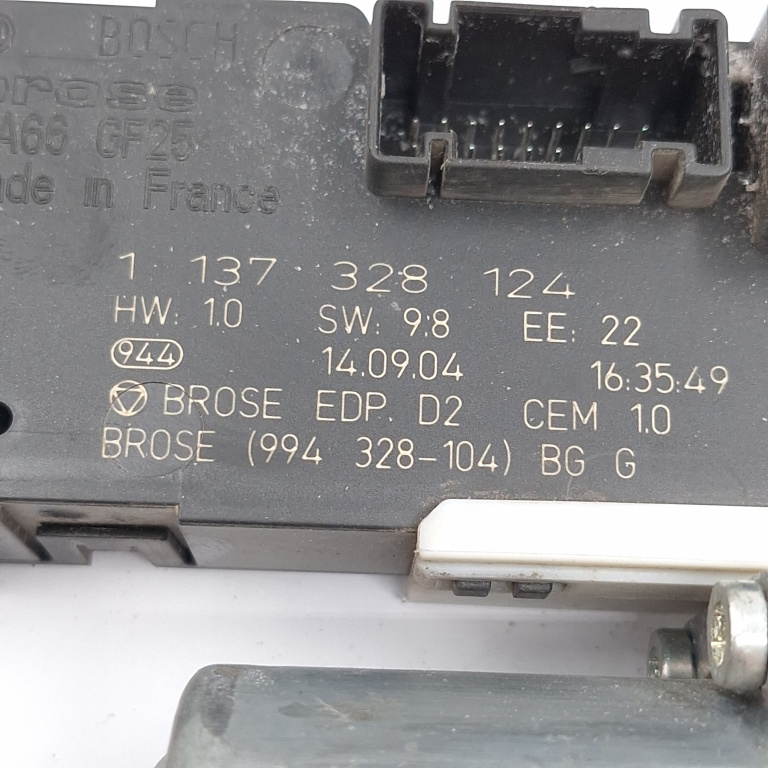 BOSCH
brose
GF25
in France
1 137 328 124
HW: 1.0 SW: 9.8 EE: 22
944 14.09.04 16:35:49
BROSE EDP. D2 CEM 1.0
BROSE (994 328-104) BG G